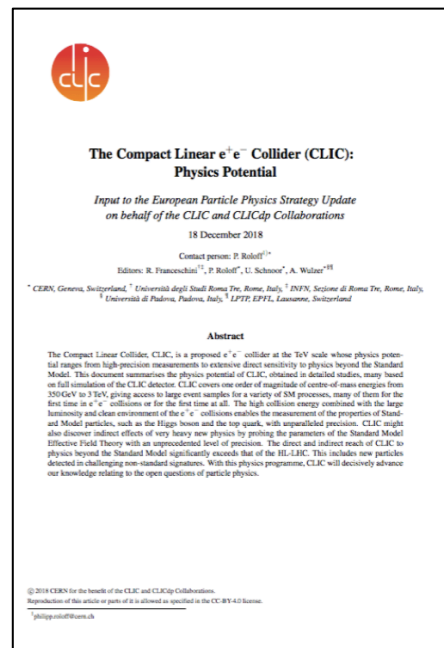 clic
The Compact Linear e⁺e⁻ Collider (CLIC):
Physics Potential
Input to the European Particle Physics Strategy Update
on behalf of the CLIC and CLICdp Collaborations
18 December 2018
Contact person: P. Roloff†¹*
Editors: R. Franceschini†‡, P. Roloff*, U. Schnoor*, A. Wulzer*§¶
* CERN, Geneva, Switzerland, † Università degli Studi Roma Tre, Rome, Italy, ‡ INFN, Sezione di Roma Tre, Rome, Italy,
§ Università di Padova, Padova, Italy, ¶ LPTP, EPFL, Lausanne, Switzerland
Abstract
The Compact Linear Collider, CLIC, is a proposed e⁺e⁻ collider at the TeV scale whose physics poten-
tial ranges from high-precision measurements to extensive direct sensitivity to physics beyond the Standard
Model. This document summarises the physics potential of CLIC, obtained in detailed studies, many based
on full simulation of the CLIC detector. CLIC covers one order of magnitude of centre-of-mass energies from
350 GeV to 3 TeV, giving access to large event samples for a variety of SM processes, many of them for the
first time in e⁺e⁻ collisions or for the first time at all. The high collision energy combined with the large
luminosity and clean environment of the e⁺e⁻ collisions enables the measurement of the properties of Stand-
ard Model particles, such as the Higgs boson and the top quark, with unparalleled precision. CLIC might
also discover indirect effects of very heavy new physics by probing the parameters of the Standard Model
Effective Field Theory with an unprecedented level of precision. The direct and indirect reach of CLIC to
physics beyond the Standard Model significantly exceeds that of the HL-LHC. This includes new particles
detected in challenging non-standard signatures. With this physics programme, CLIC will decisively advance
our knowledge relating to the open questions of particle physics.
© 2018 CERN for the benefit of the CLIC and CLICdp Collaborations.
Reproduction of this article or parts of it is allowed as specified in the CC-BY-4.0 license.
¹philipp.roloff@cern.ch